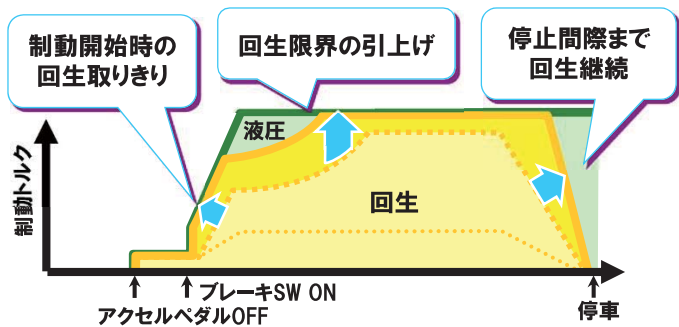 制動開始時の
回生取りきり
回生限界の引上げ
停止間際まで
回生継続
制動トルク
液圧
回生
ブレーキSW ON
アクセルペダルOFF
停車